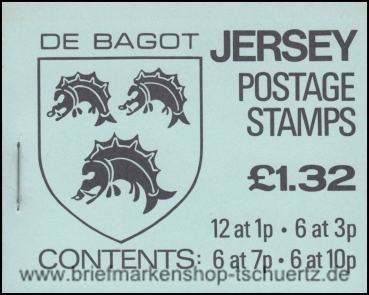 DE BAGOT
JERSEY
POSTAGE
STAMPS
£1.32
12 at 1p · 6 at 3p
CONTENTS: 6 at 7p · 6 at 10p
www.briefmarkenshop-tschuertz.de